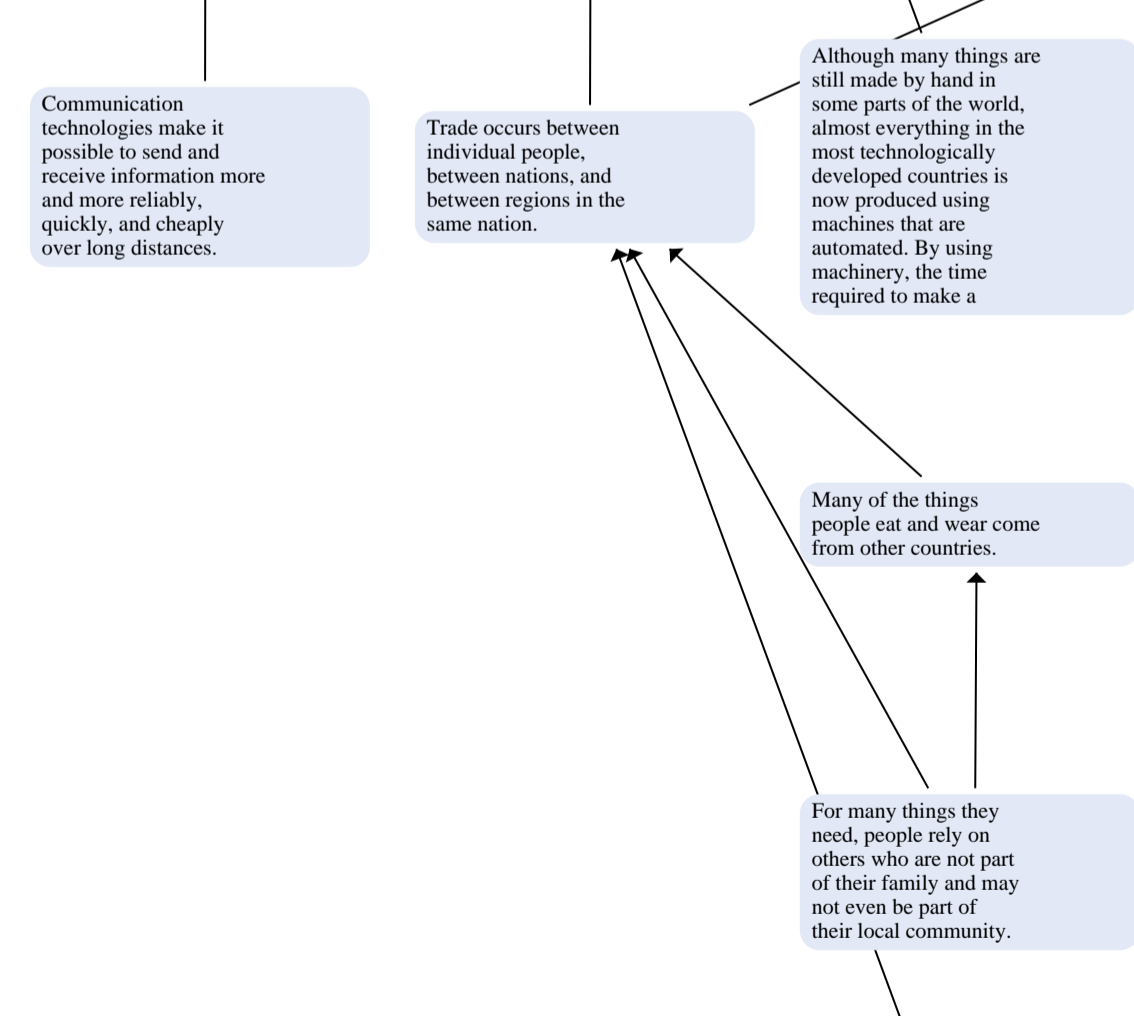 Communication
technologies make it
possible to send and
receive information more
and more reliably,
quickly, and cheaply
over long distances.
Trade occurs between
individual people,
between nations, and
between regions in the
same nation.
Although many things are
still made by hand in
some parts of the world,
almost everything in the
most technologically
developed countries is
now produced using
machines that are
automated. By using
machinery, the time
required to make a
Many of the things
people eat and wear come
from other countries.
For many things they
need, people rely on
others who are not part
of their family and may
not even be part of
their local community.